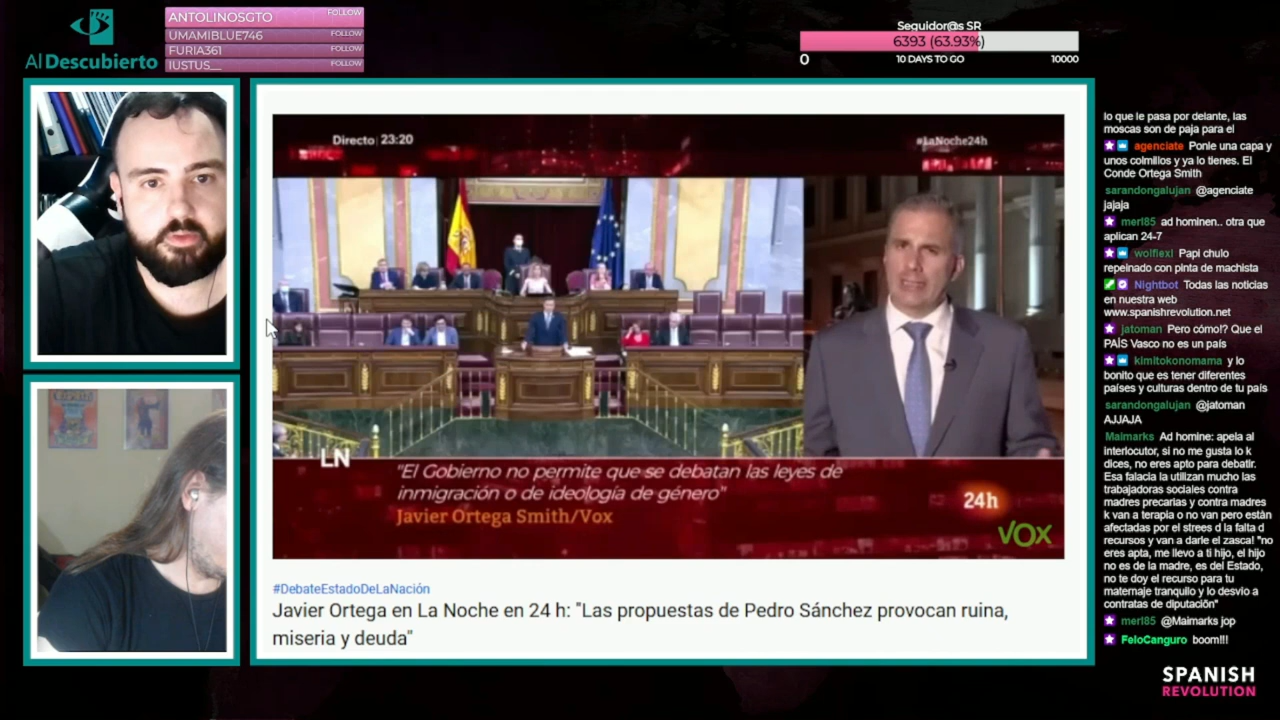 Al Descubierto
ANTOLINOSGTO FOLLOW
UMAMIBLUE746 FOLLOW
FURIA361 FOLLOW
IUSTUS__ FOLLOW
Seguidor@s SR
6393 (63.93%)
0 10 DAYS TO GO 10000
Directo | 23:20
#LaNoche24h
LN
"El Gobierno no permite que se debatan las leyes de
inmigración o de ideología de género"
Javier Ortega Smith/Vox
24h
VOX
#DebateEstadoDeLaNación
Javier Ortega en La Noche en 24 h: "Las propuestas de Pedro Sánchez provocan ruina,
miseria y deuda"
lo que le pasa por delante, las
moscas son de paja para el
agenciate Ponle una capa y
unos colmillos y ya lo tienes. El
Conde Ortega Smith
sarandongalujan @agenciate
jajaja
merl85 ad hominen.. otra que
aplican 24-7
wolflexi Papi chulo
repeinado con pinta de machista
Nightbot Todas las noticias
en nuestra web
www.spanishrevolution.net
jatoman Pero cómo!? Que el
PAÍS Vasco no es un país
kimitokonomama y lo
bonito que es tener diferentes
países y culturas dentro de tu país
sarandongalujan @jatoman
AJJAJA
Maimarks Ad homine: apela al
interlocutor, si no me gusta lo k
dices, no eres apto para debatir.
Esa falacia la utilizan mucho las
trabajadoras sociales contra
madres precarias y contra madres
k van a terapia o no van pero están
afectadas por el strees d la falta d
recursos y van a darle el zasca! "no
eres apta, me llevo a ti hijo, el hijo
no es de la madre, es del Estado,
no te doy el recurso para tu
maternaje tranquilo y lo desvio a
contratas de diputación"
merl85 @Maimarks jop
FeloCanguro boom!!!
SPANISH
REVOLUTION